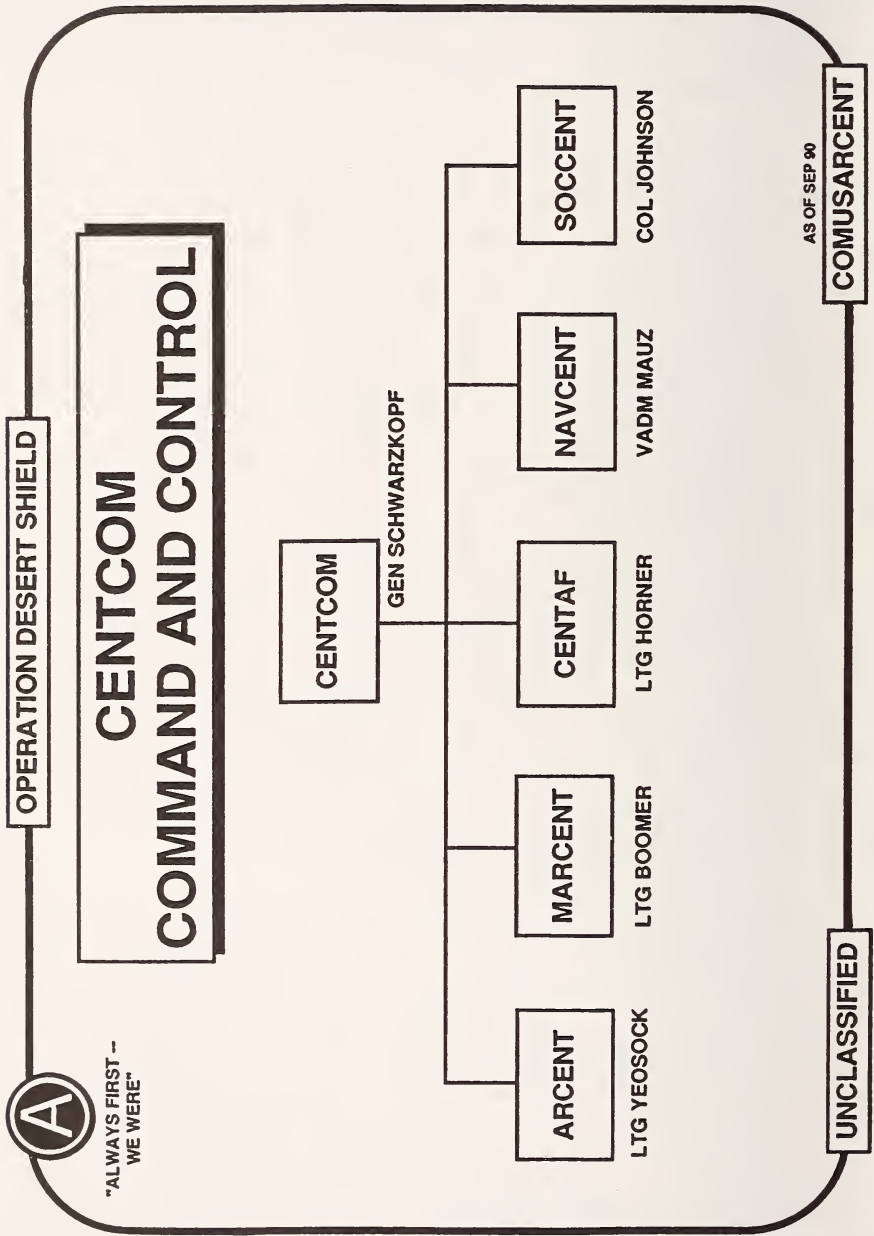 OPERATION DESERT SHIELD
A
"ALWAYS FIRST --
WE WERE"
CENTCOM
COMMAND AND CONTROL
CENTCOM
GEN SCHWARZKOPF
ARCENT
MARCENT
CENTAF
NAVCENT
SOCCENT
LTG YEOSOCK
LTG BOOMER
LTG HORNER
VADM MAUZ
COL JOHNSON
AS OF SEP 90
UNCLASSIFIED
COMUSARCENT